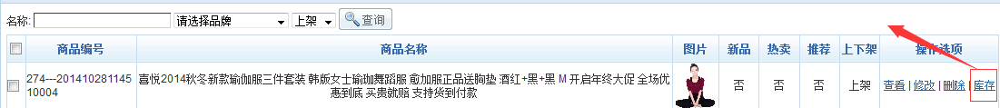 名称: 请选择品牌 上架 查询
商品编号 商品名称 图片 新品 热卖 推荐 上下架 操作选项
274---201410281145
10004
喜悦2014秋冬新款瑜伽服三件套装 韩版女士瑜珈舞蹈服 愈加服正品送胸垫 酒红+黑+黑 M 开启年终大促 全场优
惠到底 买贵就赔 支持货到付款
否 否 否 上架 查看 | 修改 | 删除 | 库存